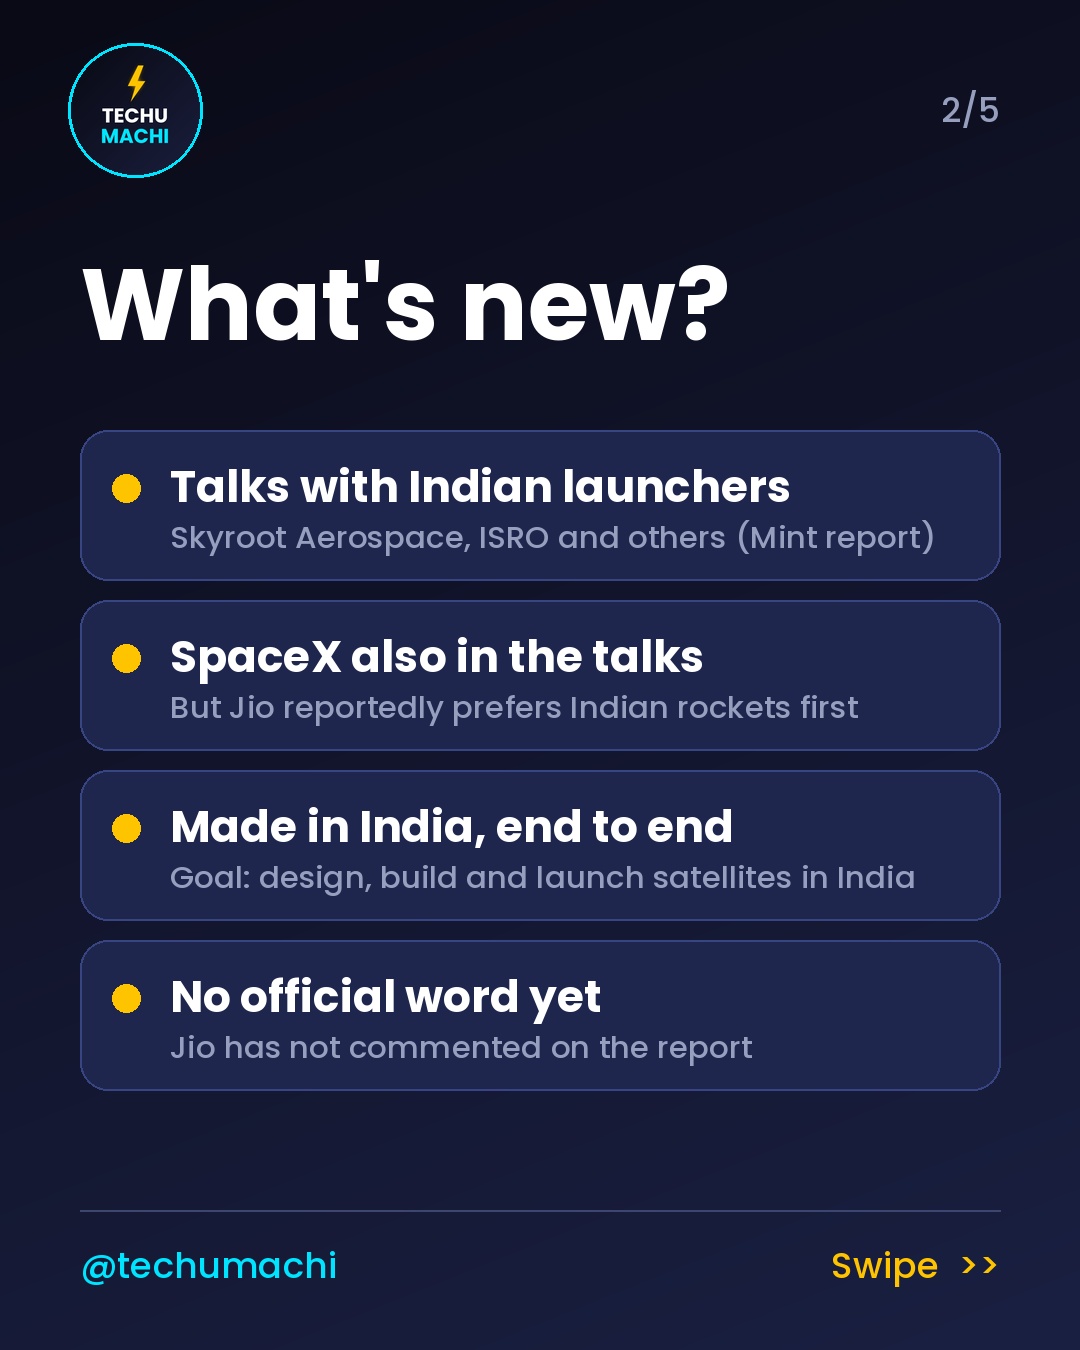 TECHU
MACHI
2/5
What's new?
Talks with Indian launchers
Skyroot Aerospace, ISRO and others (Mint report)
SpaceX also in the talks
But Jio reportedly prefers Indian rockets first
Made in India, end to end
Goal: design, build and launch satellites in India
No official word yet
Jio has not commented on the report
@techumachi
Swipe >>